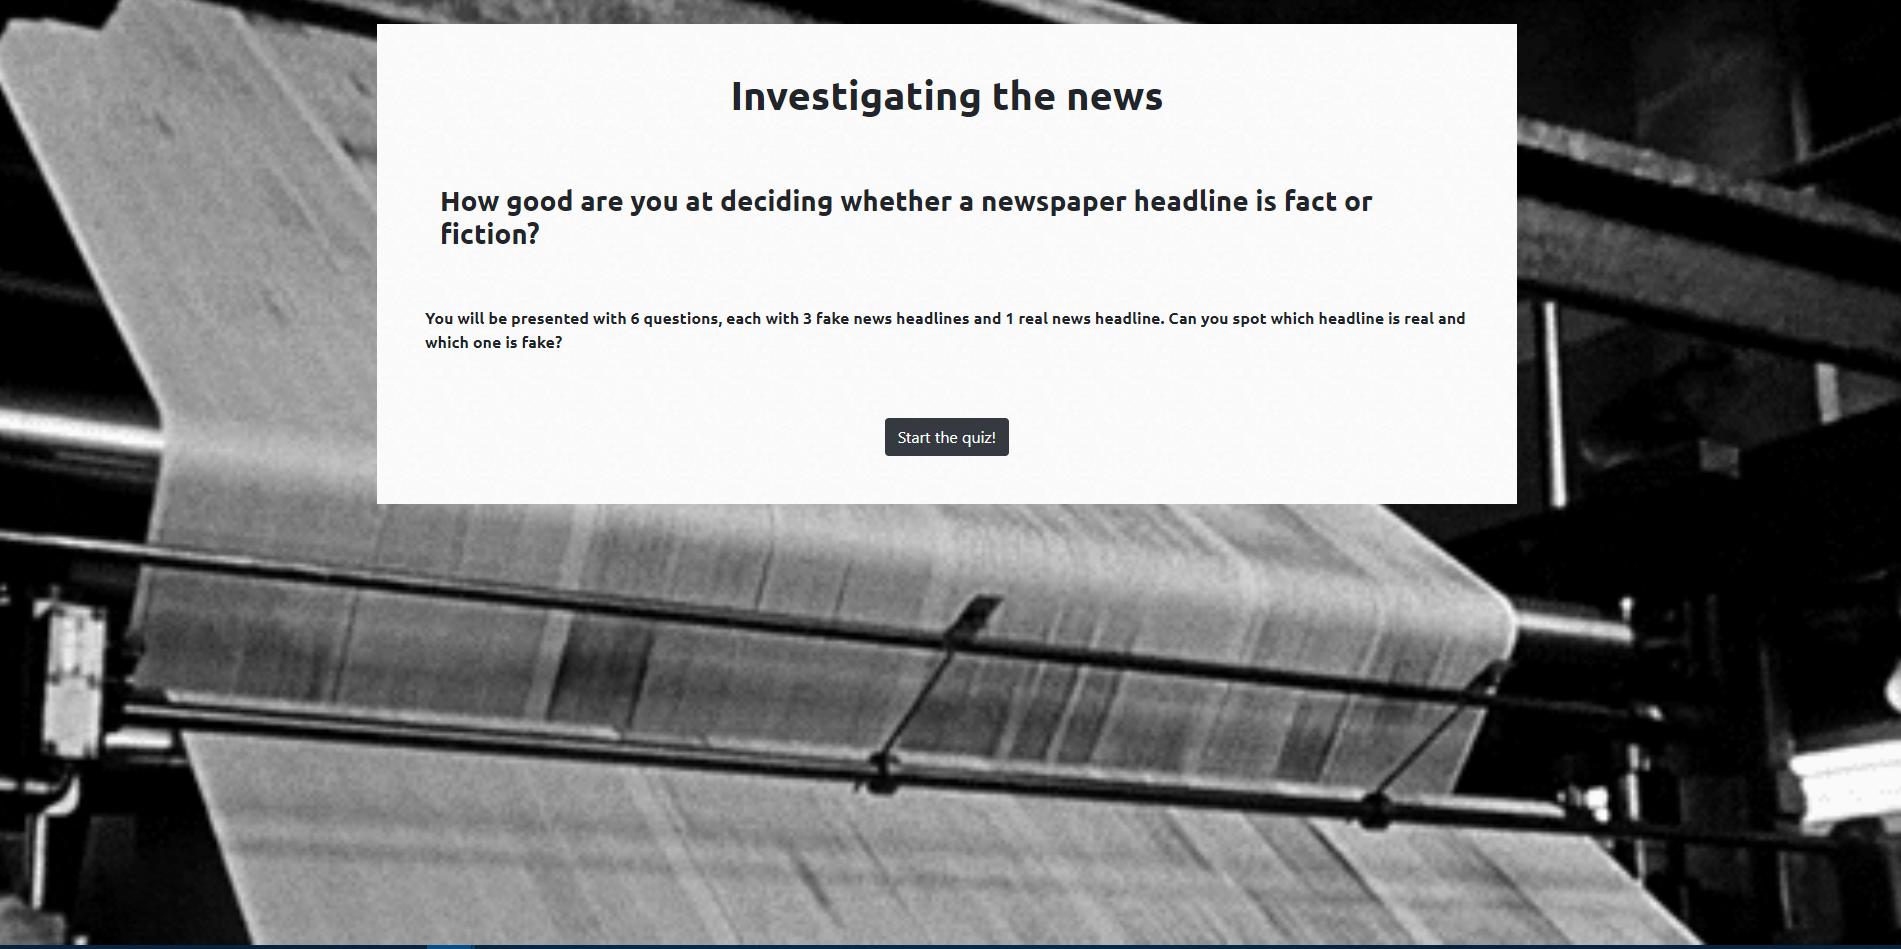 Investigating the news
How good are you at deciding whether a newspaper headline is fact or
fiction?
You will be presented with 6 questions, each with 3 fake news headlines and 1 real news headline. Can you spot which headline is real and
which one is fake?
Start the quiz!